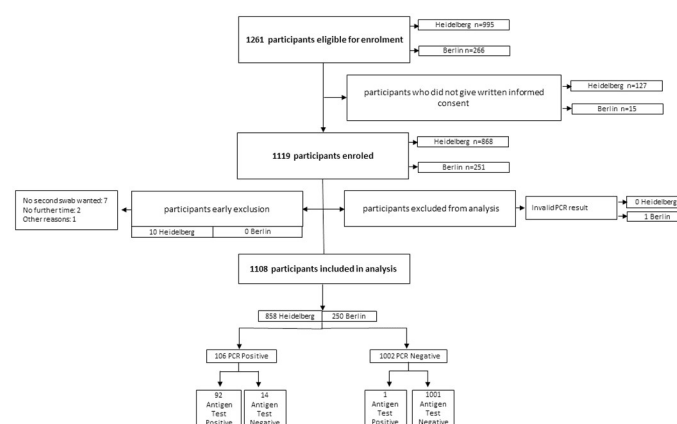 1261 participants eligible for enrolment
Heidelberg n=995
Berlin n=266
participants who did not give written informed
consent
Heidelberg n=127
Berlin n=15
1119 participants enroled
Heidelberg n=868
Berlin n=251
No second swab wanted: 7
No further time: 2
Other reasons: 1
participants early exclusion
10 Heidelberg
0 Berlin
participants excluded from analysis
Invalid PCR result
0 Heidelberg
1 Berlin
1108 participants included in analysis
858 Heidelberg
250 Berlin
106 PCR Positive
1002 PCR Negative
92
Antigen
Test
Positive
14
Antigen
Test
Negative
1
Antigen
Test
Positive
1001
Antigen
Test
Negative